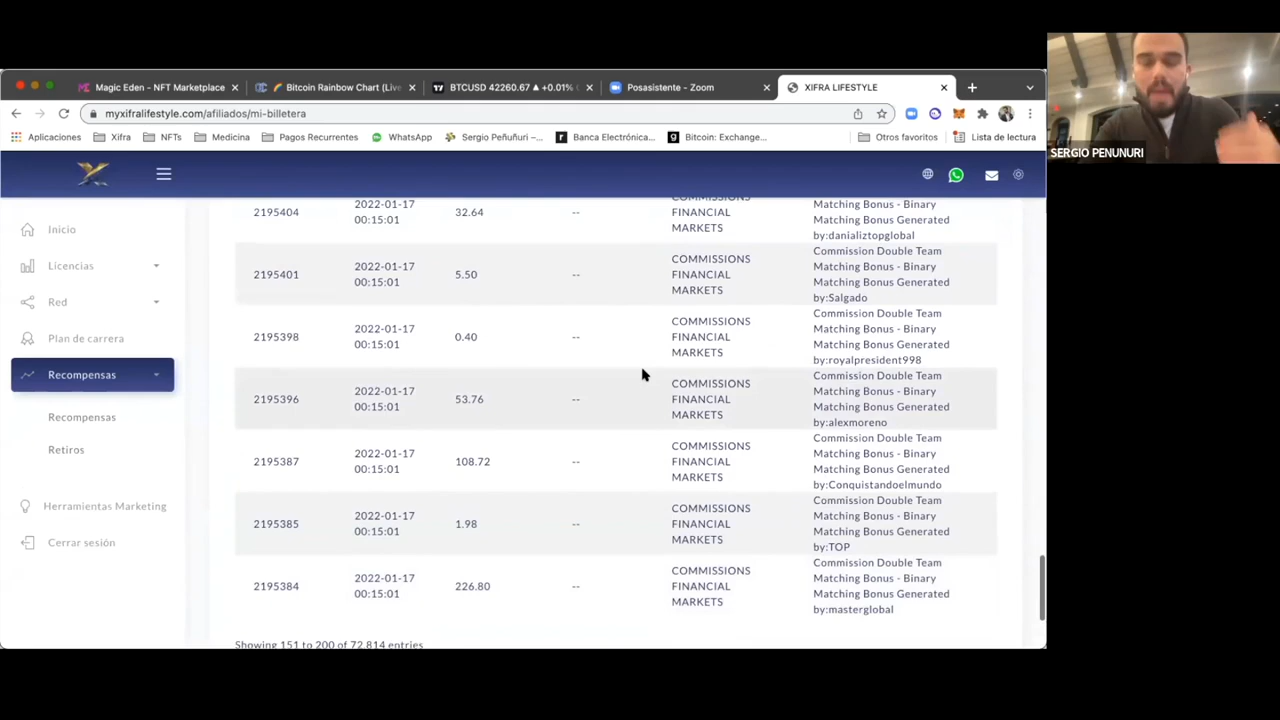 Magic Eden - NFT Marketplace
Bitcoin Rainbow Chart (Live
BTCUSD 42260.67 ▲ +0.01%
Posasistente - Zoom
XIFRA LIFESTYLE
myxifralifestyle.com/afiliados/mi-billetera
Aplicaciones
Xifra
NFTs
Medicina
Pagos Recurrentes
WhatsApp
Sergio Peñuñuri –...
Banca Electrónica...
Bitcoin: Exchange...
Otros favoritos
Lista de lectura
SERGIO PENUNURI
Inicio
Licencias
Red
Plan de carrera
Recompensas
Recompensas
Retiros
Herramientas Marketing
Cerrar sesión
2195404
2022-01-17
00:15:01
32.64
--
COMMISSIONS
FINANCIAL
MARKETS
Matching Bonus - Binary
Matching Bonus Generated
by:danializtopglobal
2195401
2022-01-17
00:15:01
5.50
--
COMMISSIONS
FINANCIAL
MARKETS
Commission Double Team
Matching Bonus - Binary
Matching Bonus Generated
by:Salgado
2195398
2022-01-17
00:15:01
0.40
--
COMMISSIONS
FINANCIAL
MARKETS
Commission Double Team
Matching Bonus - Binary
Matching Bonus Generated
by:royalpresident998
2195396
2022-01-17
00:15:01
53.76
--
COMMISSIONS
FINANCIAL
MARKETS
Commission Double Team
Matching Bonus - Binary
Matching Bonus Generated
by:alexmoreno
2195387
2022-01-17
00:15:01
108.72
--
COMMISSIONS
FINANCIAL
MARKETS
Commission Double Team
Matching Bonus - Binary
Matching Bonus Generated
by:Conquistandoelmundo
2195385
2022-01-17
00:15:01
1.98
--
COMMISSIONS
FINANCIAL
MARKETS
Commission Double Team
Matching Bonus - Binary
Matching Bonus Generated
by:TOP
2195384
2022-01-17
00:15:01
226.80
--
COMMISSIONS
FINANCIAL
MARKETS
Commission Double Team
Matching Bonus - Binary
Matching Bonus Generated
by:masterglobal
Showing 151 to 200 of 72,814 entries